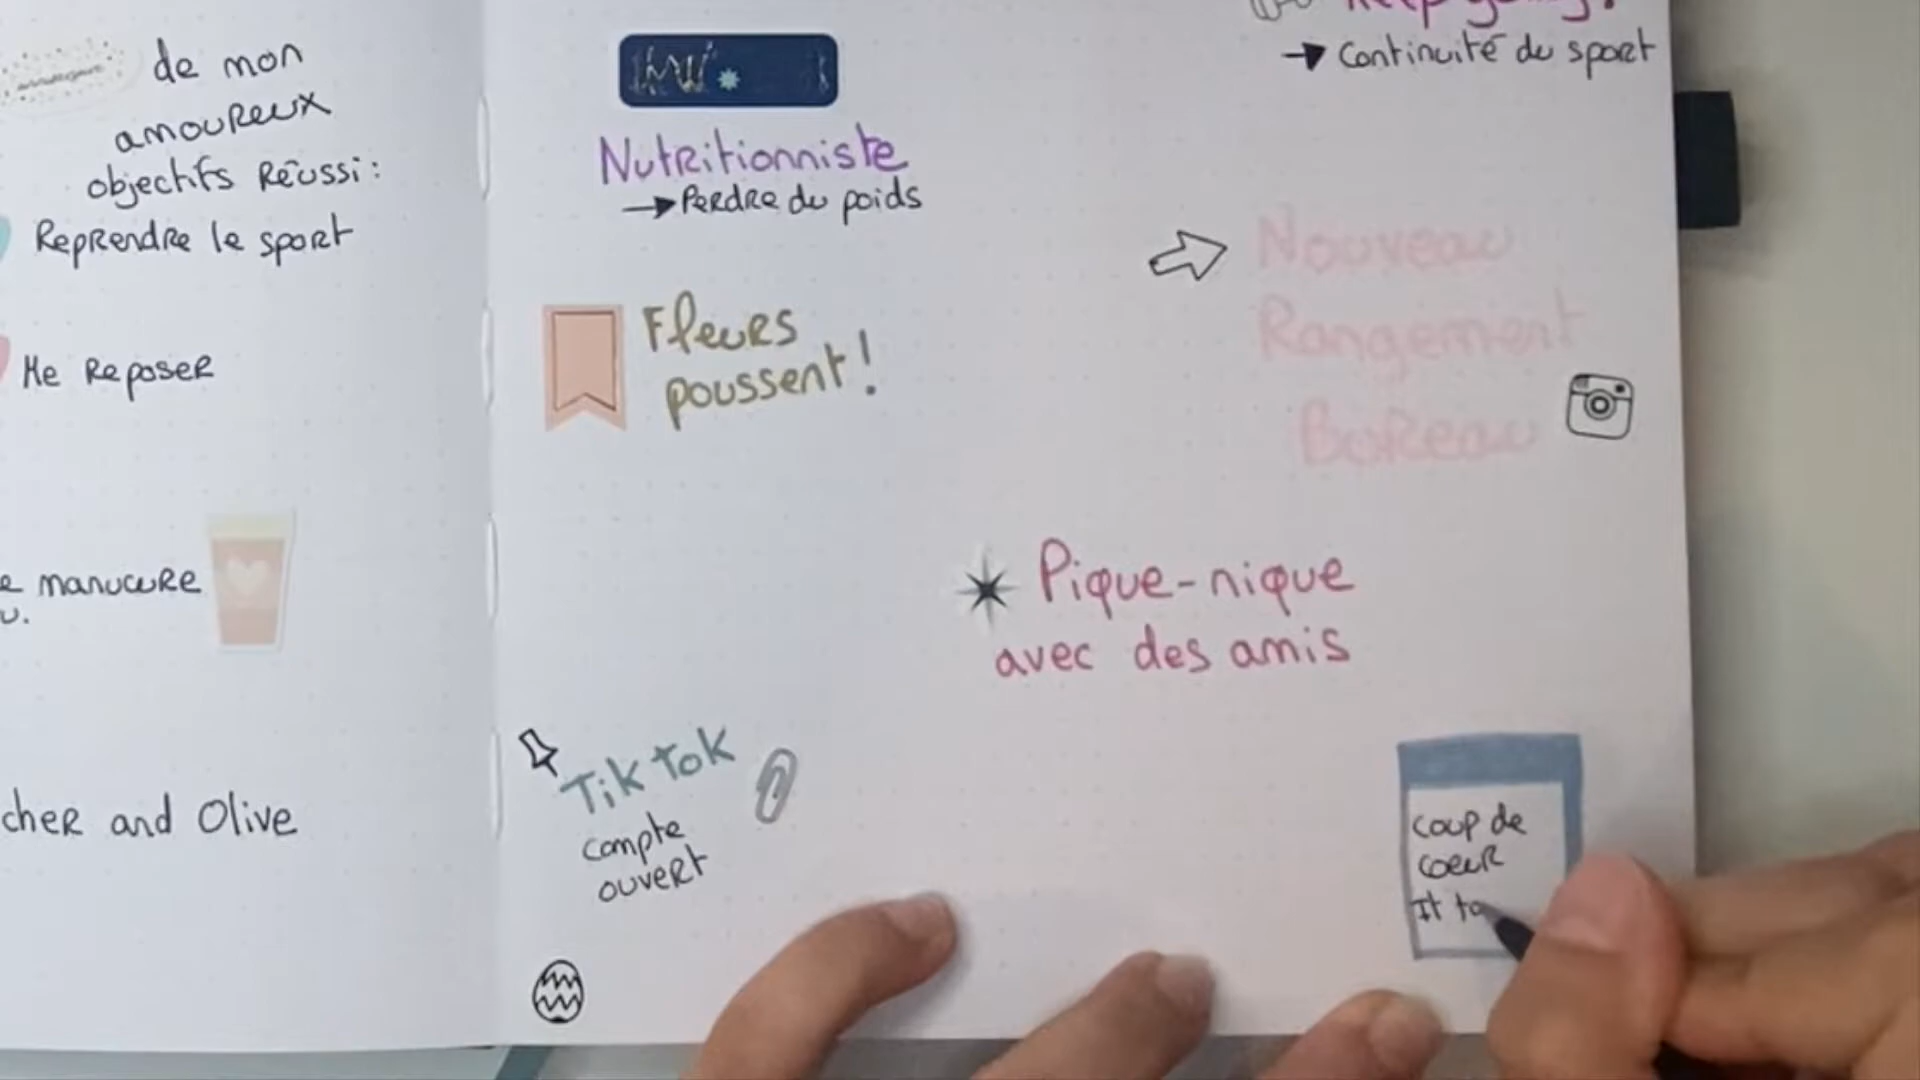 de mon
amoureux
objectifs Réussi:
Reprendre le sport
Me Reposer
manucure
u.
cher and Olive
Nutritionniste
→ Perdre du poids
Fleurs
poussent!
Tik Tok
compte
ouvert
→ Continuité du sport
Nouveau
Rangement
Bureau
Pique-nique
avec des amis
coup de
coeur
It